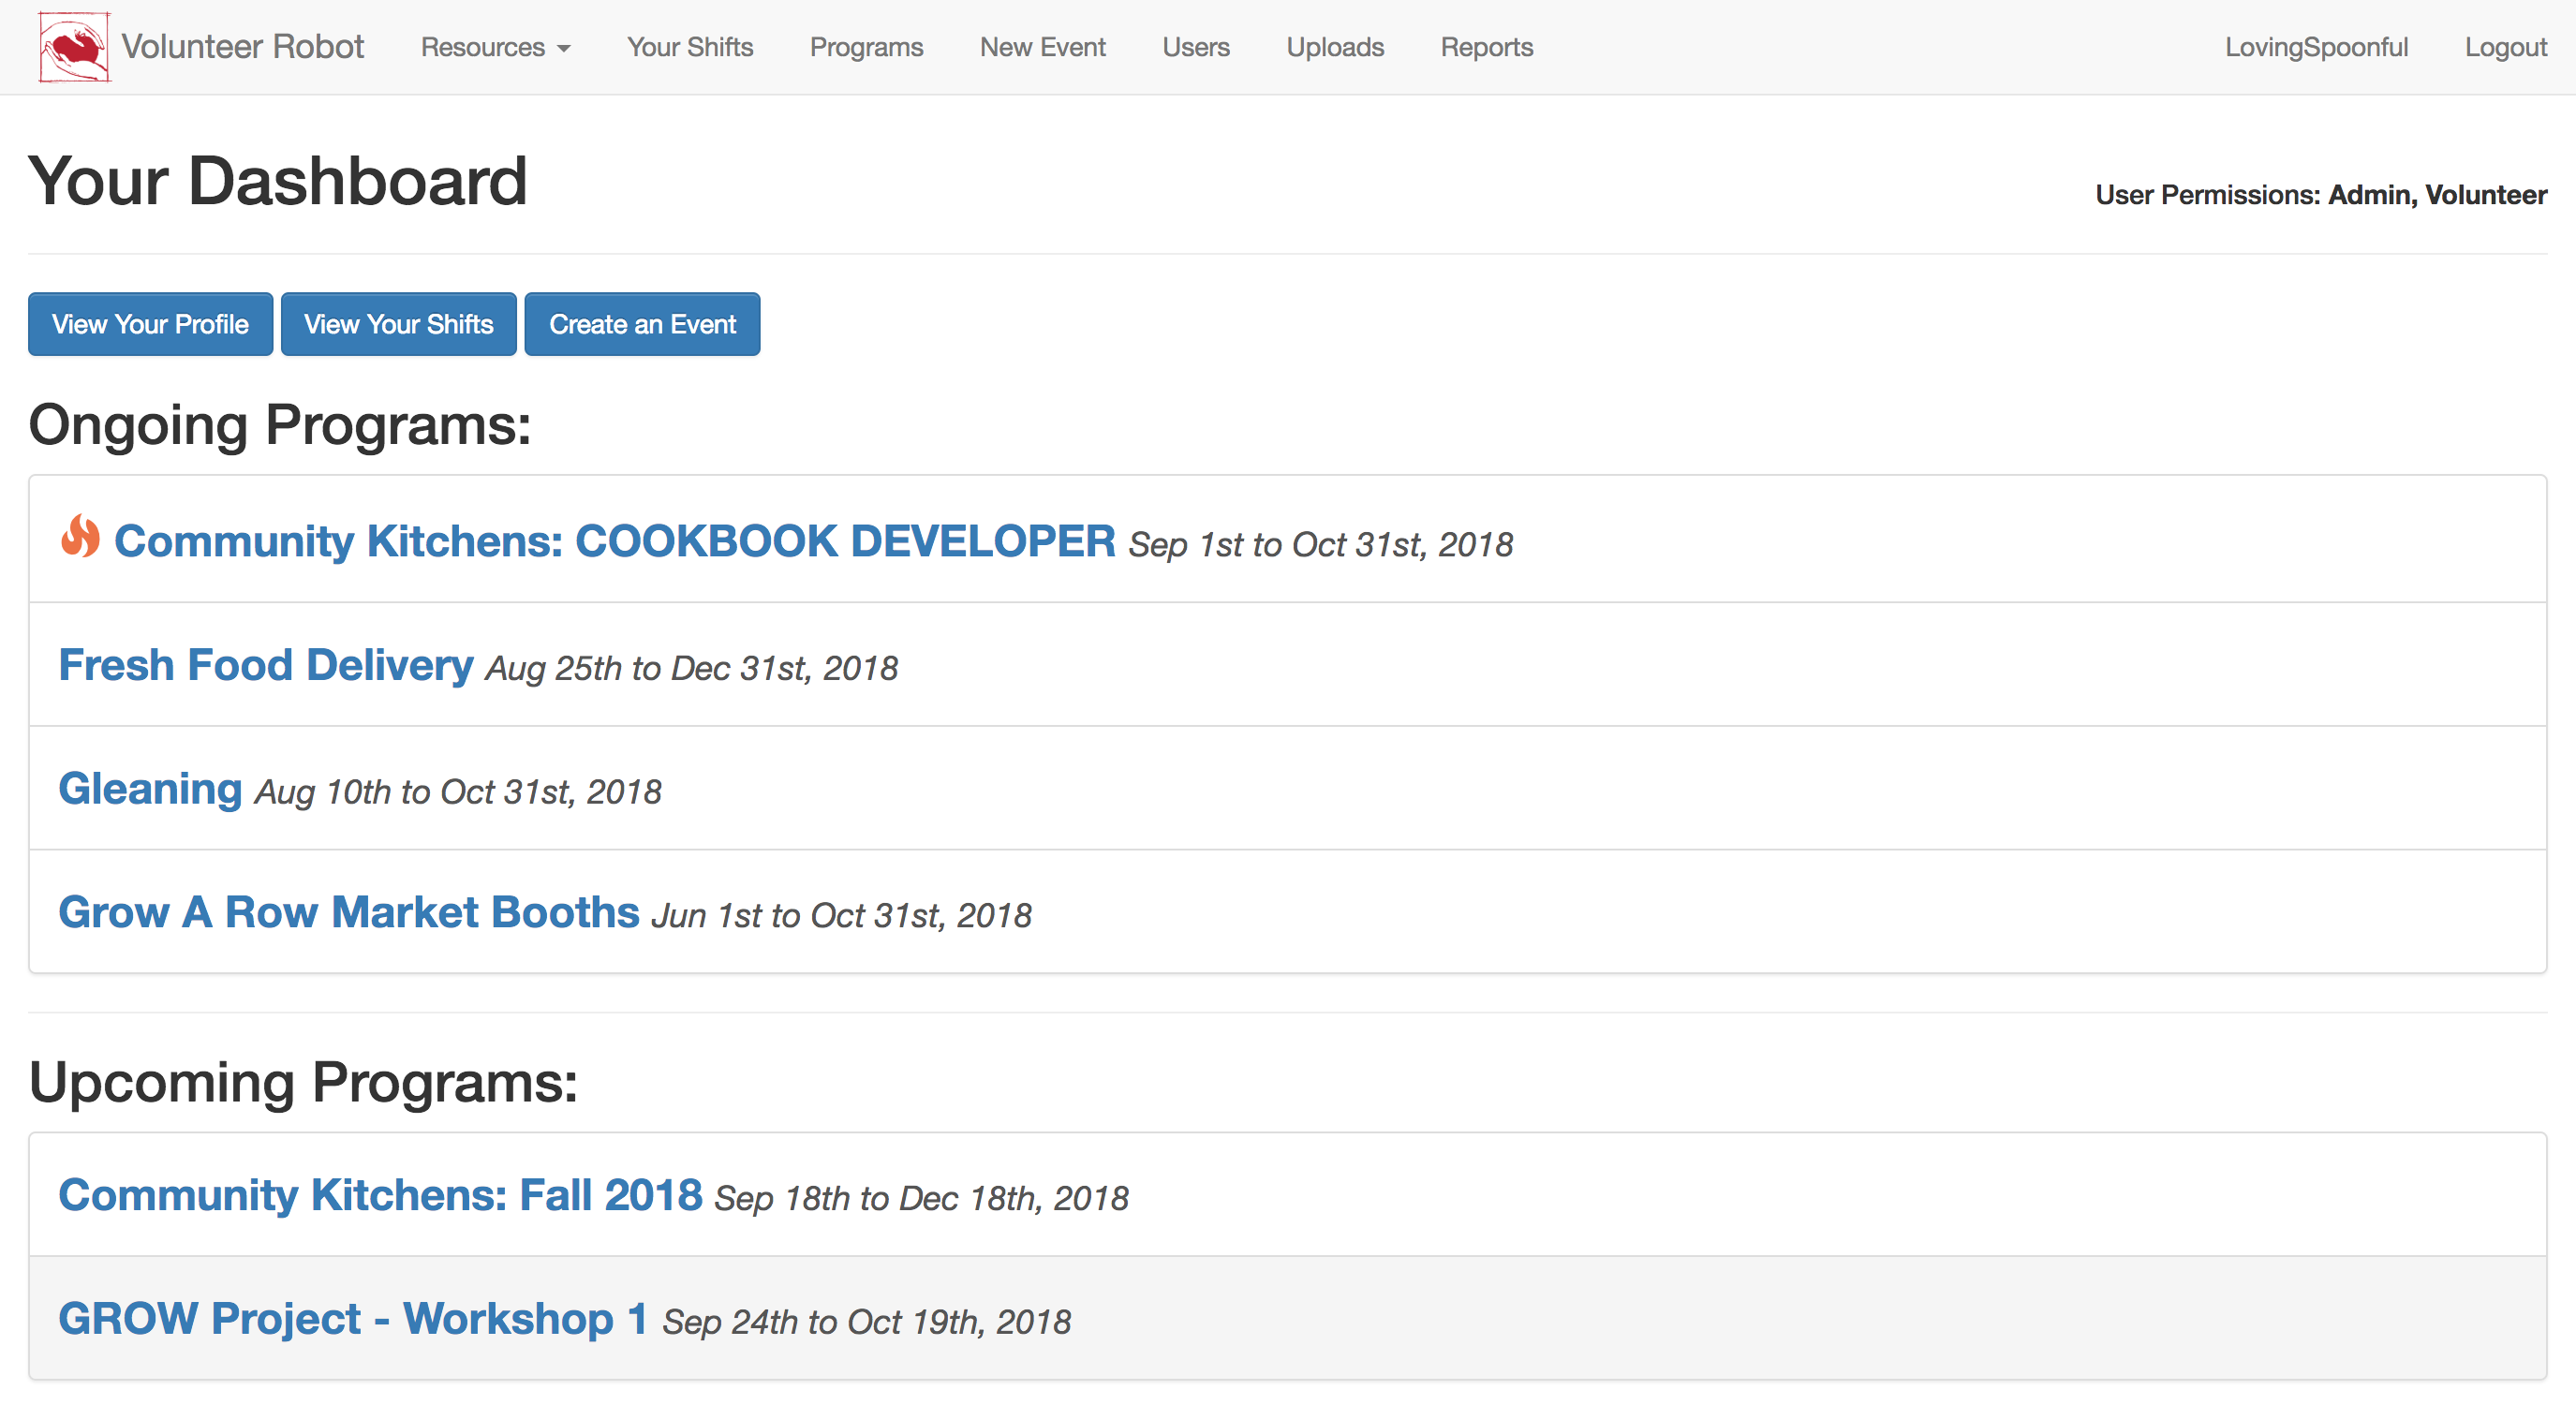 Volunteer Robot Resources Your Shifts Programs New Event Users Uploads Reports LovingSpoonful Logout
Your Dashboard
User Permissions: Admin, Volunteer
View Your Profile View Your Shifts Create an Event
Ongoing Programs:
Community Kitchens: COOKBOOK DEVELOPER Sep 1st to Oct 31st, 2018
Fresh Food Delivery Aug 25th to Dec 31st, 2018
Gleaning Aug 10th to Oct 31st, 2018
Grow A Row Market Booths Jun 1st to Oct 31st, 2018
Upcoming Programs:
Community Kitchens: Fall 2018 Sep 18th to Dec 18th, 2018
GROW Project - Workshop 1 Sep 24th to Oct 19th, 2018